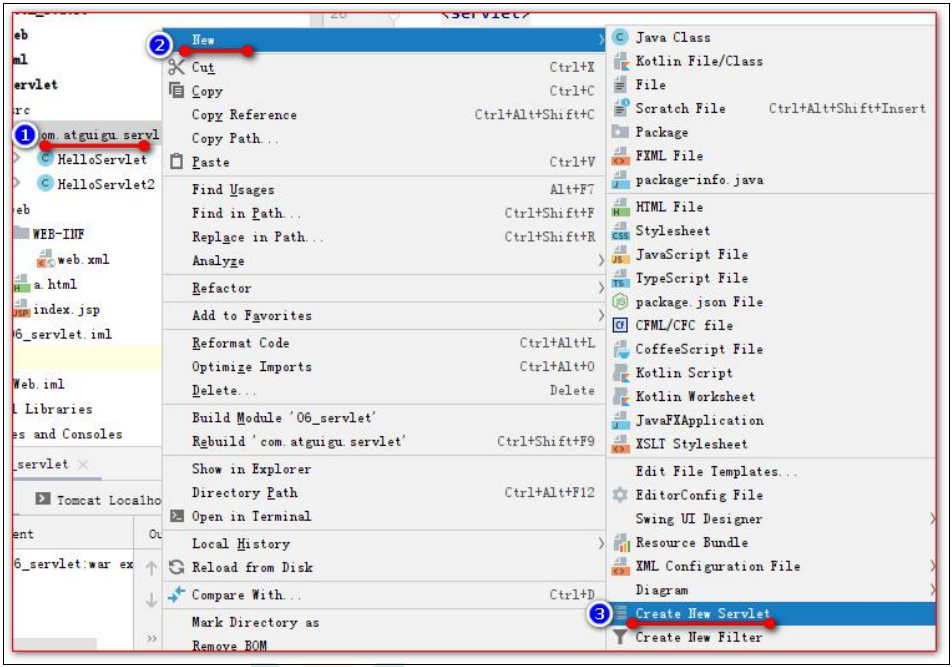 <servlet>
eb
ml
ervlet
rc
com.atguigu.servl
HelloServlet
HelloServlet2
eb
WEB-INF
web.xml
a.html
index.jsp
06_servlet.iml
Web.iml
l Libraries
es and Consoles
_servlet
Tomcat Localho
ent Ou
6_servlet:war ex
1
2 New
Cut Ctrl+X
Copy Ctrl+C
Copy Reference Ctrl+Alt+Shift+C
Copy Path...
Paste Ctrl+V
Find Usages Alt+F7
Find in Path... Ctrl+Shift+F
Replace in Path... Ctrl+Shift+R
Analyze
Refactor
Add to Favorites
Reformat Code Ctrl+Alt+L
Optimize Imports Ctrl+Alt+O
Delete... Delete
Build Module '06_servlet'
Rebuild 'com.atguigu.servlet' Ctrl+Shift+F9
Show in Explorer
Directory Path Ctrl+Alt+F12
Open in Terminal
Local History
Reload from Disk
Compare With... Ctrl+D
Mark Directory as
Remove BOM
Java Class
Kotlin File/Class
File
Scratch File Ctrl+Alt+Shift+Insert
Package
FXML File
package-info.java
HTML File
Stylesheet
JavaScript File
TypeScript File
package.json File
CFML/CFC file
CoffeeScript File
Kotlin Script
Kotlin Worksheet
JavaFXApplication
XSLT Stylesheet
Edit File Templates...
EditorConfig File
Swing UI Designer
Resource Bundle
XML Configuration File
Diagram
3 Create New Servlet
Create New Filter